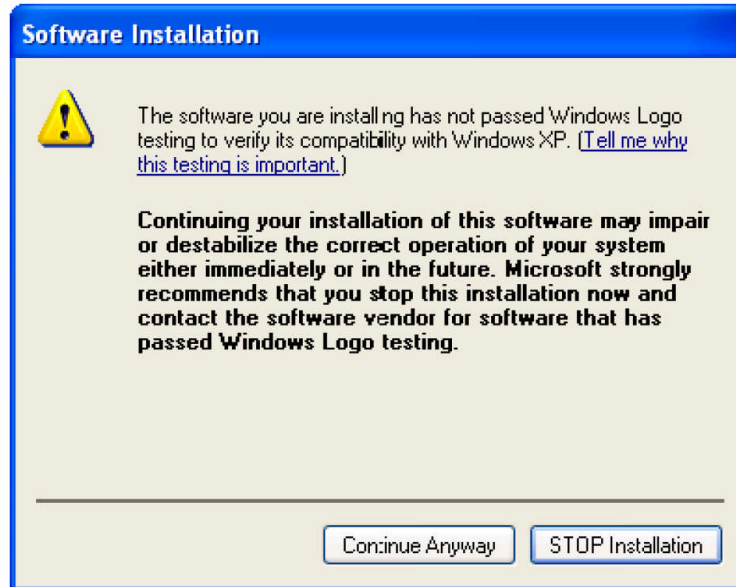 Software Installation
The software you are installing has not passed Windows Logo
testing to verify its compatibility with Windows XP. (Tell me why
this testing is important.)
Continuing your installation of this software may impair
or destabilize the correct operation of your system
either immediately or in the future. Microsoft strongly
recommends that you stop this installation now and
contact the software vendor for software that has
passed Windows Logo testing.
Continue Anyway
STOP Installation